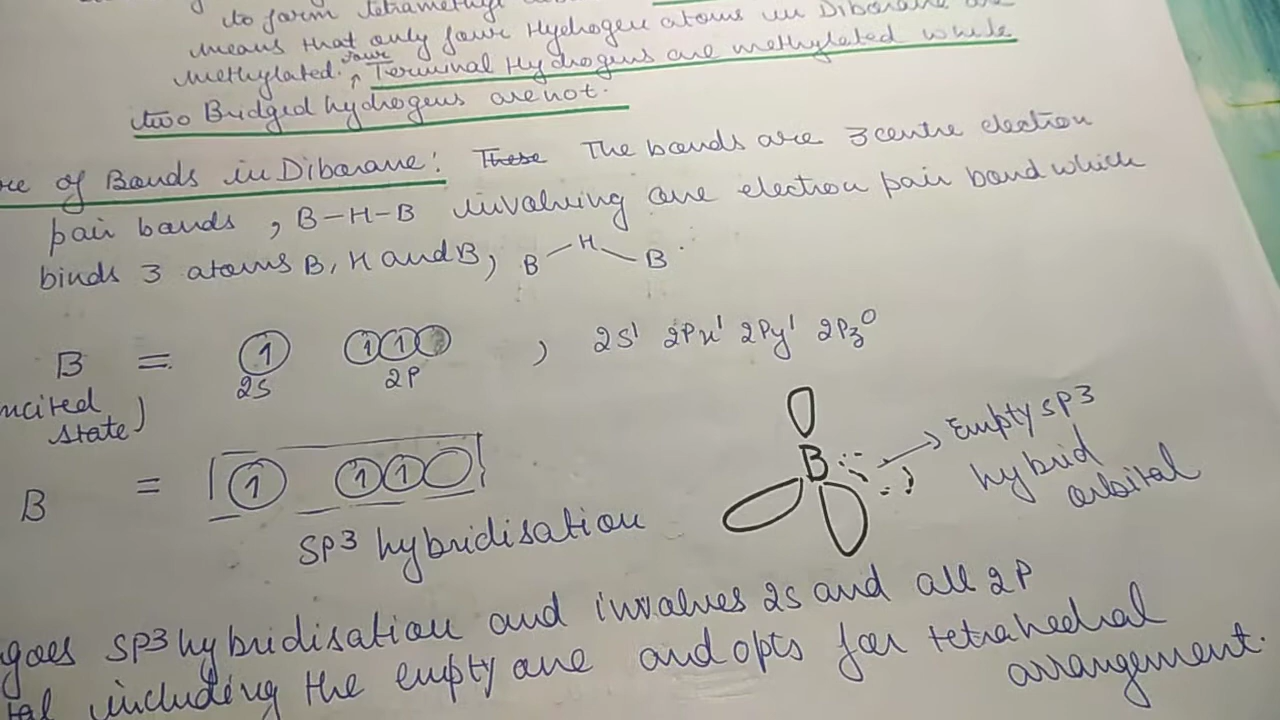 to form tetramethyl
means that only four Hydrogen atoms in Diborane are
methylated. four Terminal Hydrogens are methylated while
two Bridged hydrogens are not.
re of Bonds in Diborane: These The bonds are 3 centre electron
pair bonds, B-H-B involving one electron pair bond which
binds 3 atoms B, H and B, B H B.
B = 1 1 1 , 2S¹ 2Px¹ 2Py¹ 2Pz⁰
2S 2P
xcited state)
B = 1 1 1
SP3 hybridisation
B
Empty SP3
hybrid
orbital
goes SP3 hybridisation and involves 2s and all 2P
tal including the empty one and opts for tetrahedral
arrangement.